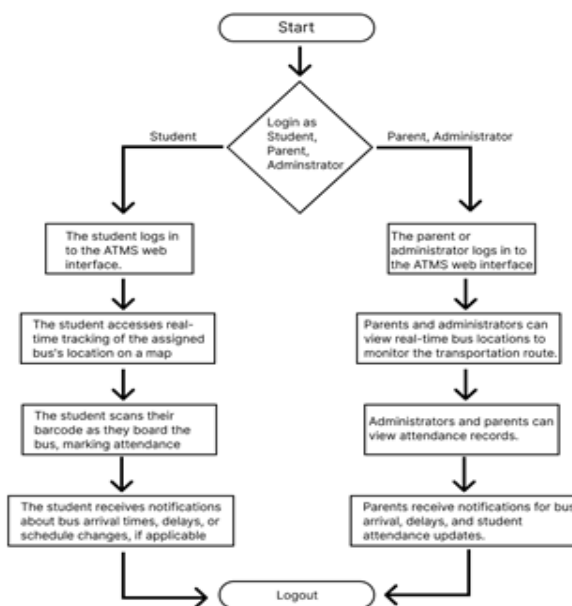 Start
Login as
Student,
Parent,
Adminstrator
Student
Parent, Administrator
The student logs in
to the ATMS web
interface.
The parent or
administrator logs in to
the ATMS web interface
The student accesses real-
time tracking of the assigned
bus's location on a map
Parents and administrators can
view real-time bus locations to
monitor the transportation route.
The student scans their
barcode as they board the
bus, marking attendance
Administrators and parents can
view attendance records.
The student receives notifications
about bus arrival times, delays, or
schedule changes, if applicable
Parents receive notifications for bus
arrival, delays, and student
attendance updates.
Logout